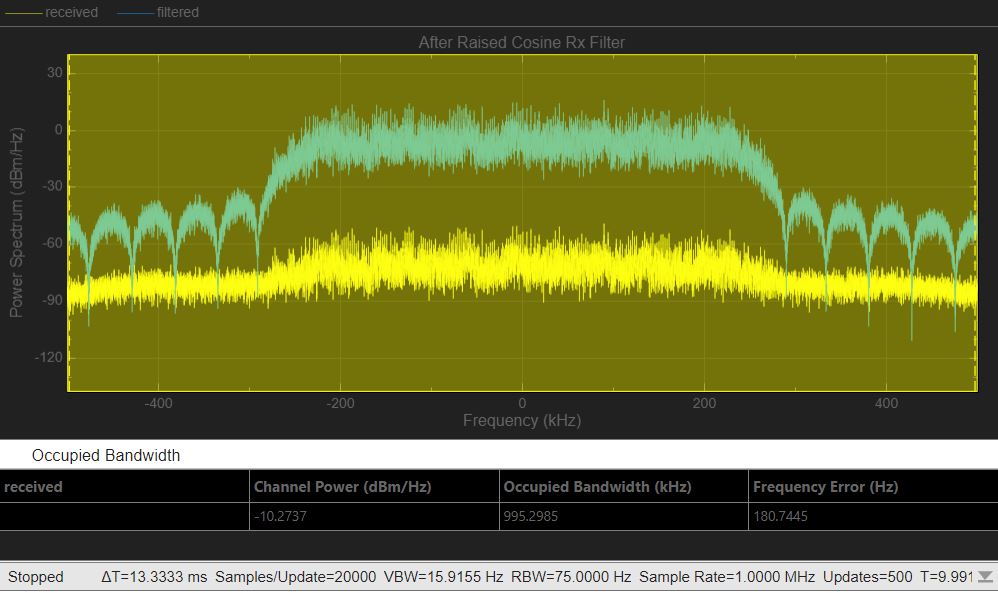 received filtered
After Raised Cosine Rx Filter
Power Spectrum (dBm/Hz)
30
0
-30
-60
-90
-120
-400 -200 0 200 400
Frequency (kHz)
Occupied Bandwidth
received Channel Power (dBm/Hz) Occupied Bandwidth (kHz) Frequency Error (Hz)
-10.2737 995.2985 180.7445
Stopped ΔT=13.3333 ms Samples/Update=20000 VBW=15.9155 Hz RBW=75.0000 Hz Sample Rate=1.0000 MHz Updates=500 T=9.991